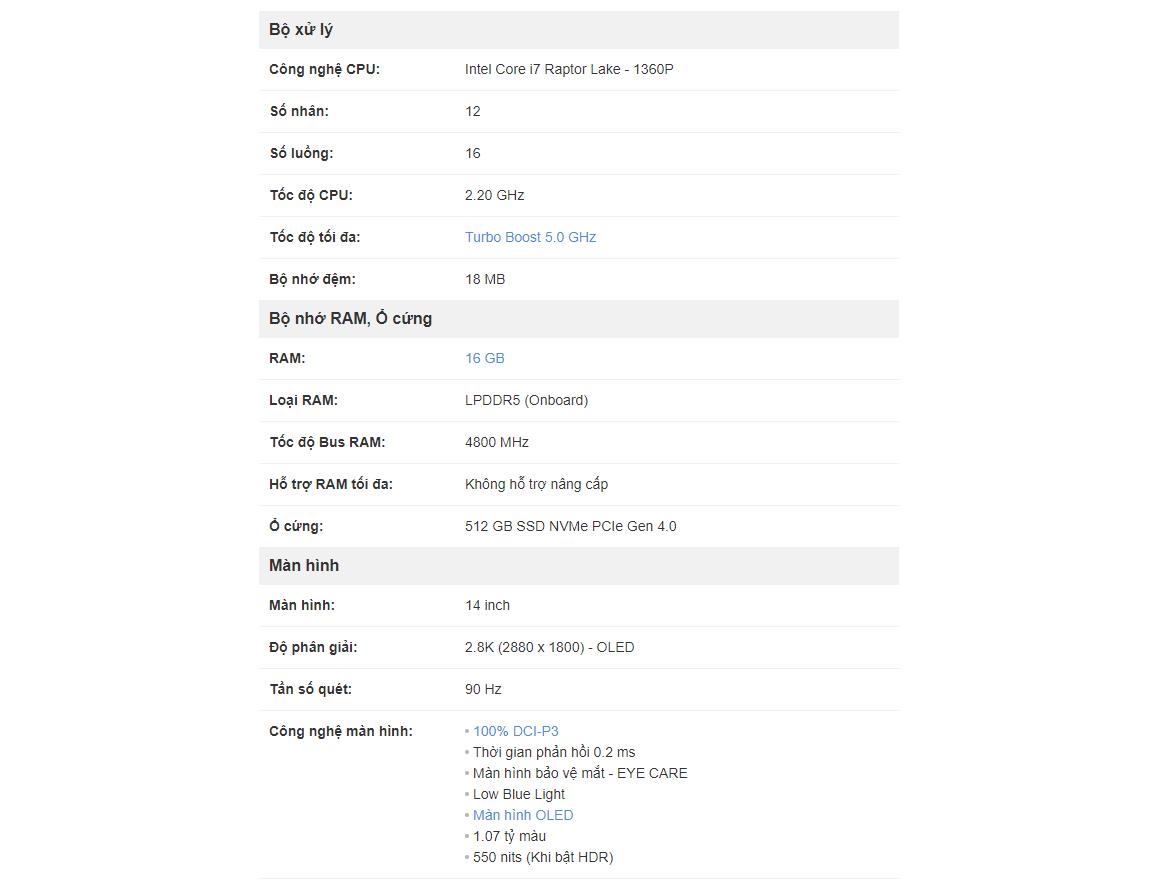 Bộ xử lý
Công nghệ CPU: Intel Core i7 Raptor Lake - 1360P
Số nhân: 12
Số luồng: 16
Tốc độ CPU: 2.20 GHz
Tốc độ tối đa: Turbo Boost 5.0 GHz
Bộ nhớ đệm: 18 MB
Bộ nhớ RAM, Ổ cứng
RAM: 16 GB
Loại RAM: LPDDR5 (Onboard)
Tốc độ Bus RAM: 4800 MHz
Hỗ trợ RAM tối đa: Không hỗ trợ nâng cấp
Ổ cứng: 512 GB SSD NVMe PCIe Gen 4.0
Màn hình
Màn hình: 14 inch
Độ phân giải: 2.8K (2880 x 1800) - OLED
Tần số quét: 90 Hz
Công nghệ màn hình: • 100% DCI-P3
• Thời gian phản hồi 0.2 ms
• Màn hình bảo vệ mắt - EYE CARE
• Low Blue Light
• Màn hình OLED
• 1.07 tỷ màu
• 550 nits (Khi bật HDR)